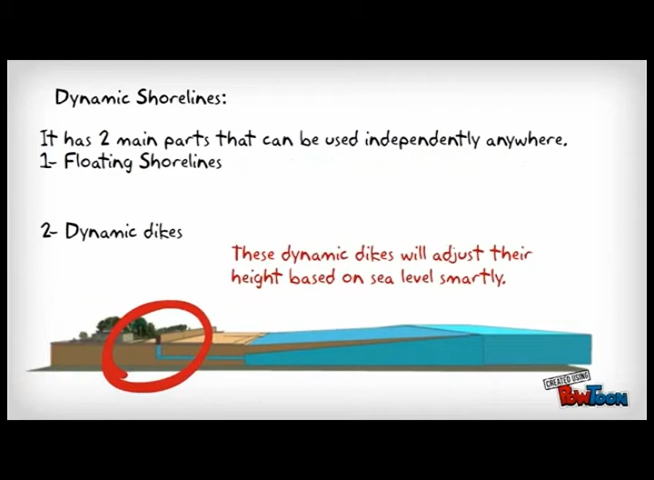 Dynamic Shorelines:
It has 2 main parts that can be used independently anywhere.
1- Floating Shorelines
2- Dynamic dikes
These dynamic dikes will adjust their
height based on sea level smartly.
CREATED USING
POWTOON